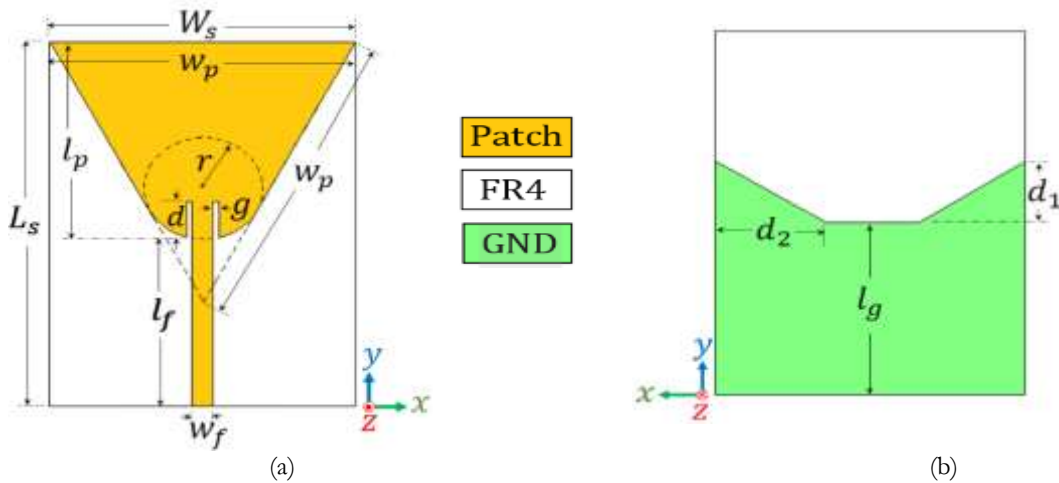 W_s
w_p
l_p
r
w_p
d
g
L_s
l_f
w_f
y
x
z
(a)
Patch
FR4
GND
d_1
d_2
l_g
y
x
z
(b)